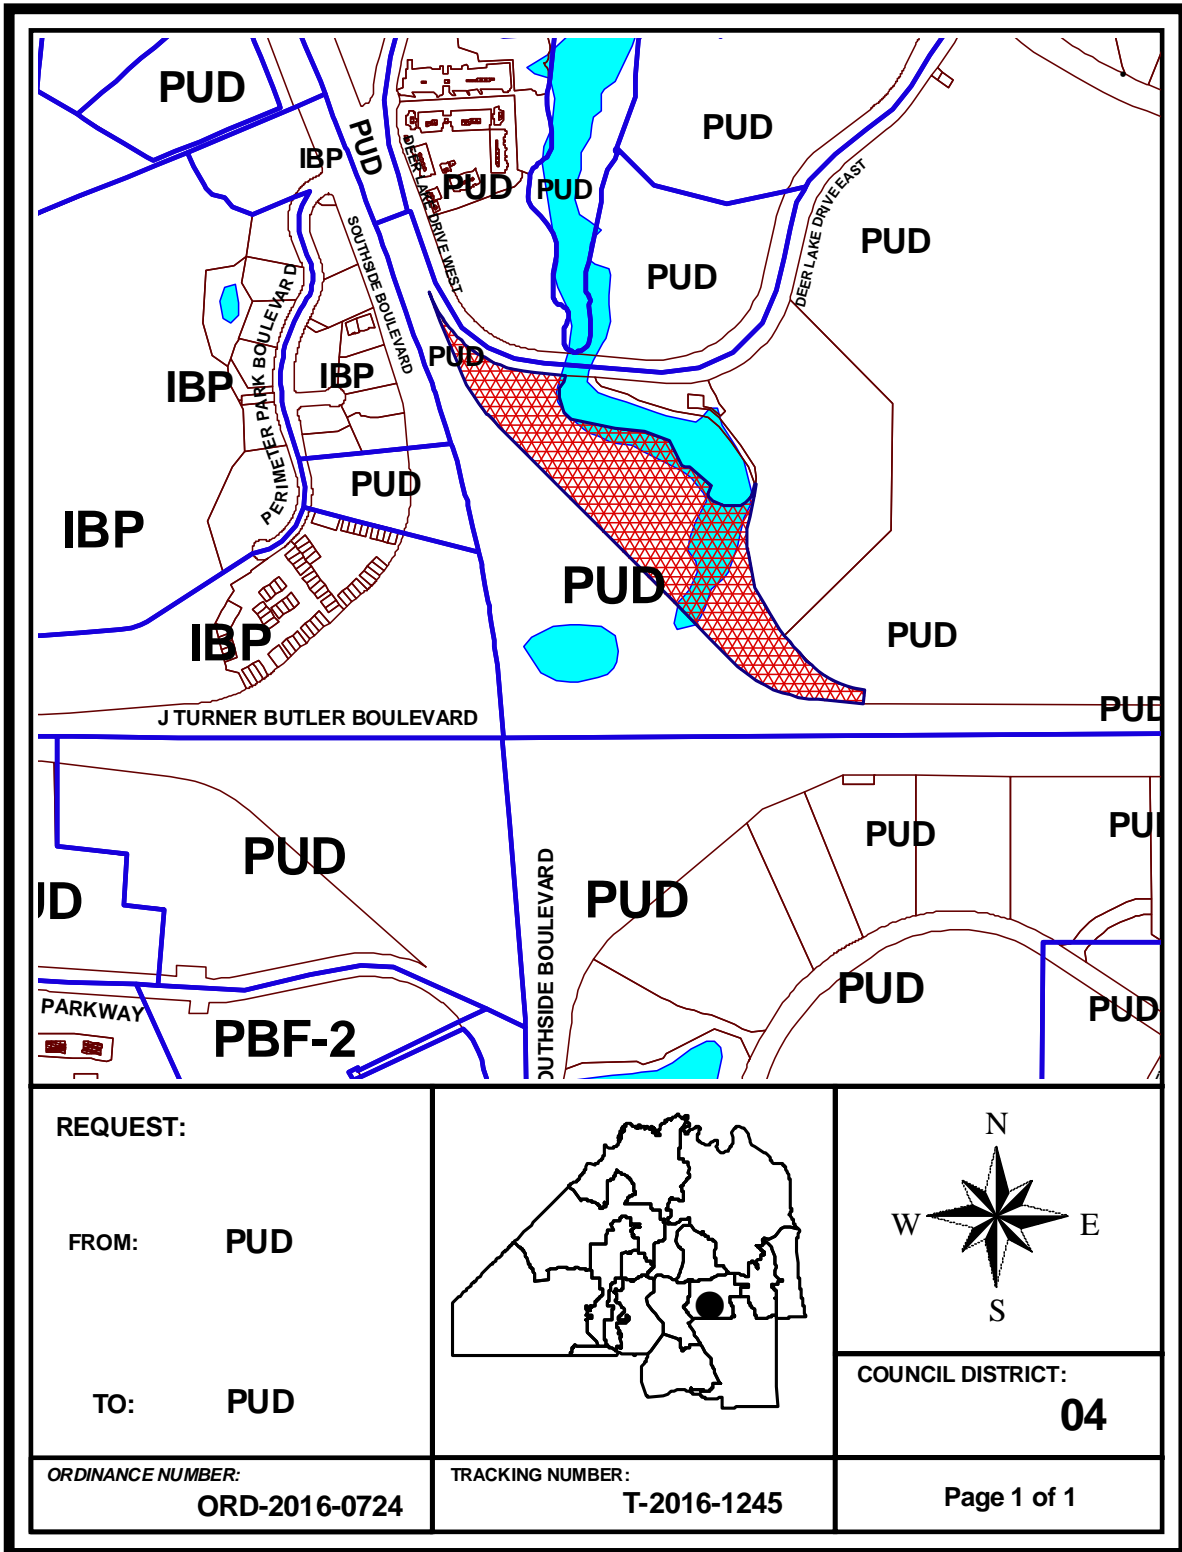 PUD
PUD
PUD
IBP
PUD
PUD
DEER LAKE DRIVE WEST
DEER LAKE DRIVE EAST
PUD
PUD
SOUTHSIDE BOULEVARD
PERIMETER PARK BOULEVARD
PUD
IBP
IBP
PUD
IBP
PUD
IBP
PUD
PUD
J TURNER BUTLER BOULEVARD
PUD
PUD
PUD
UD
PUD
SOUTHSIDE BOULEVARD
PUD
PUD
PARKWAY
PBF-2
REQUEST:
FROM: PUD
TO: PUD
N
W E
S
COUNCIL DISTRICT:
04
ORDINANCE NUMBER:
ORD-2016-0724
TRACKING NUMBER:
T-2016-1245
Page 1 of 1